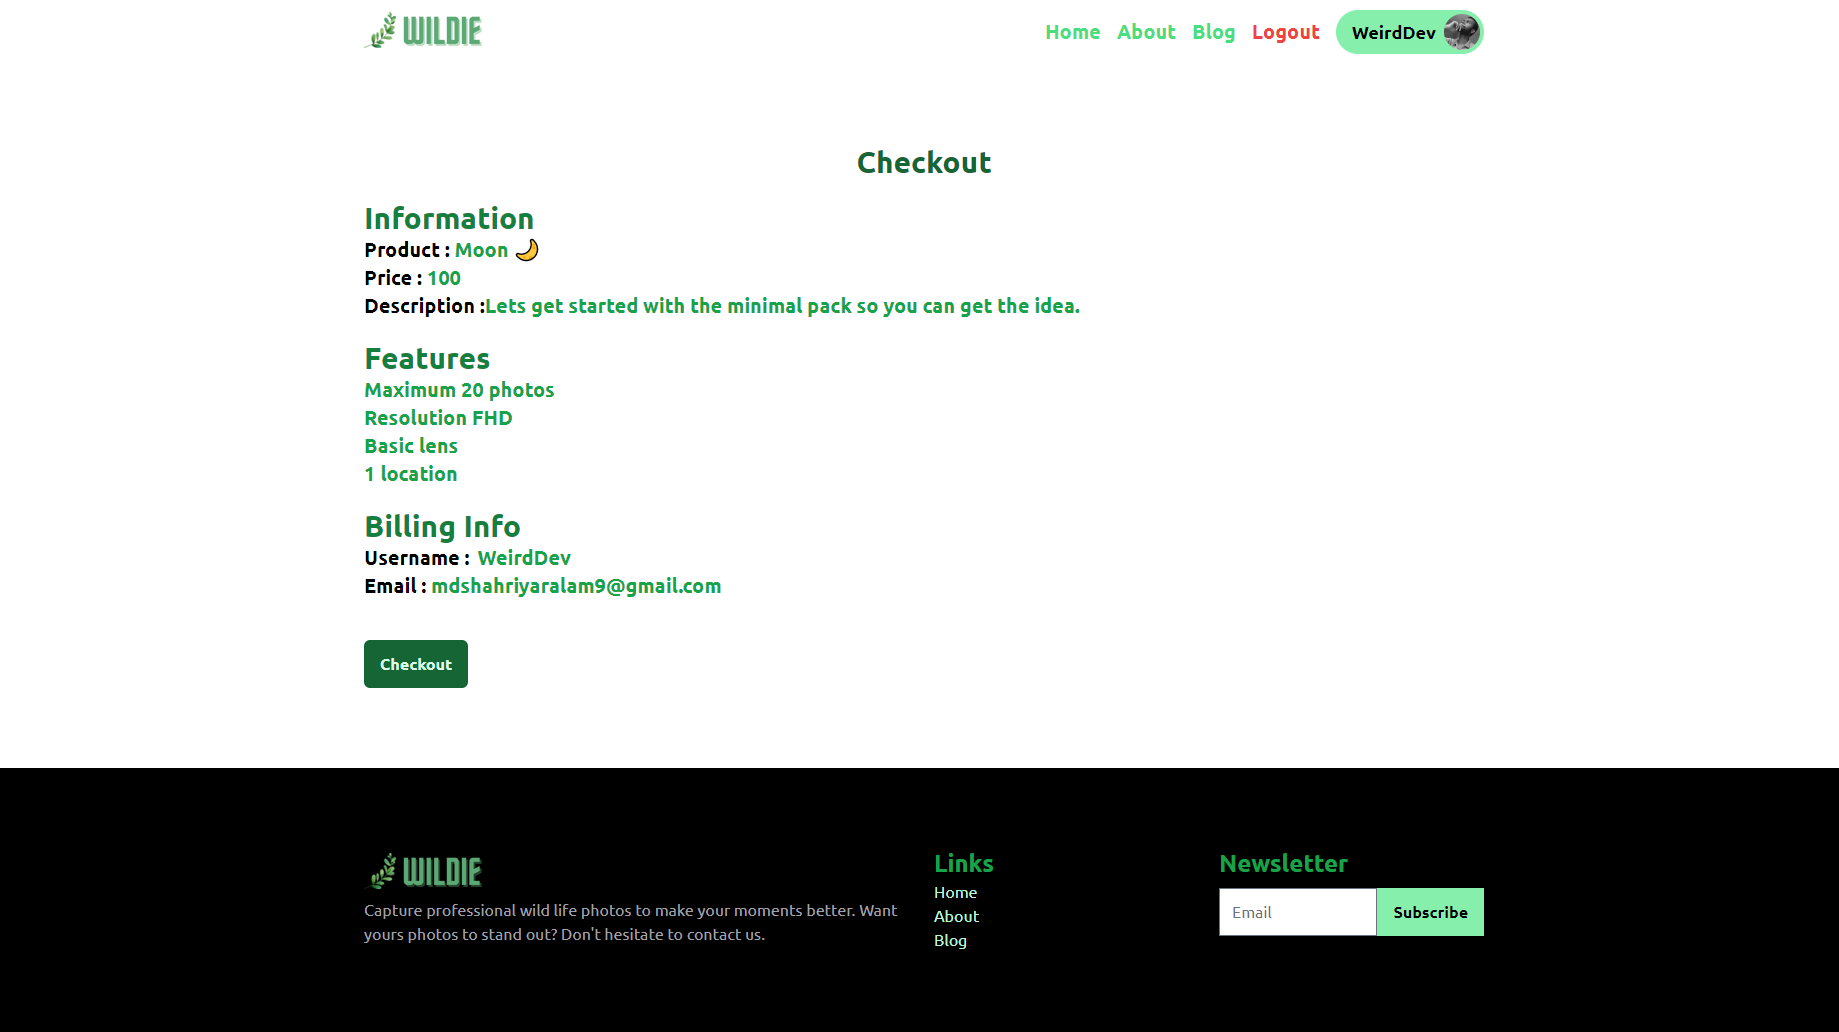 WILDIE
Home About Blog Logout WeirdDev
Checkout
Information
Product : Moon 🌙
Price : 100
Description :Lets get started with the minimal pack so you can get the idea.
Features
Maximum 20 photos
Resolution FHD
Basic lens
1 location
Billing Info
Username : WeirdDev
Email : mdshahriyaralam9@gmail.com
Checkout
WILDIE
Capture professional wild life photos to make your moments better. Want
yours photos to stand out? Don't hesitate to contact us.
Links
Home
About
Blog
Newsletter
Email Subscribe